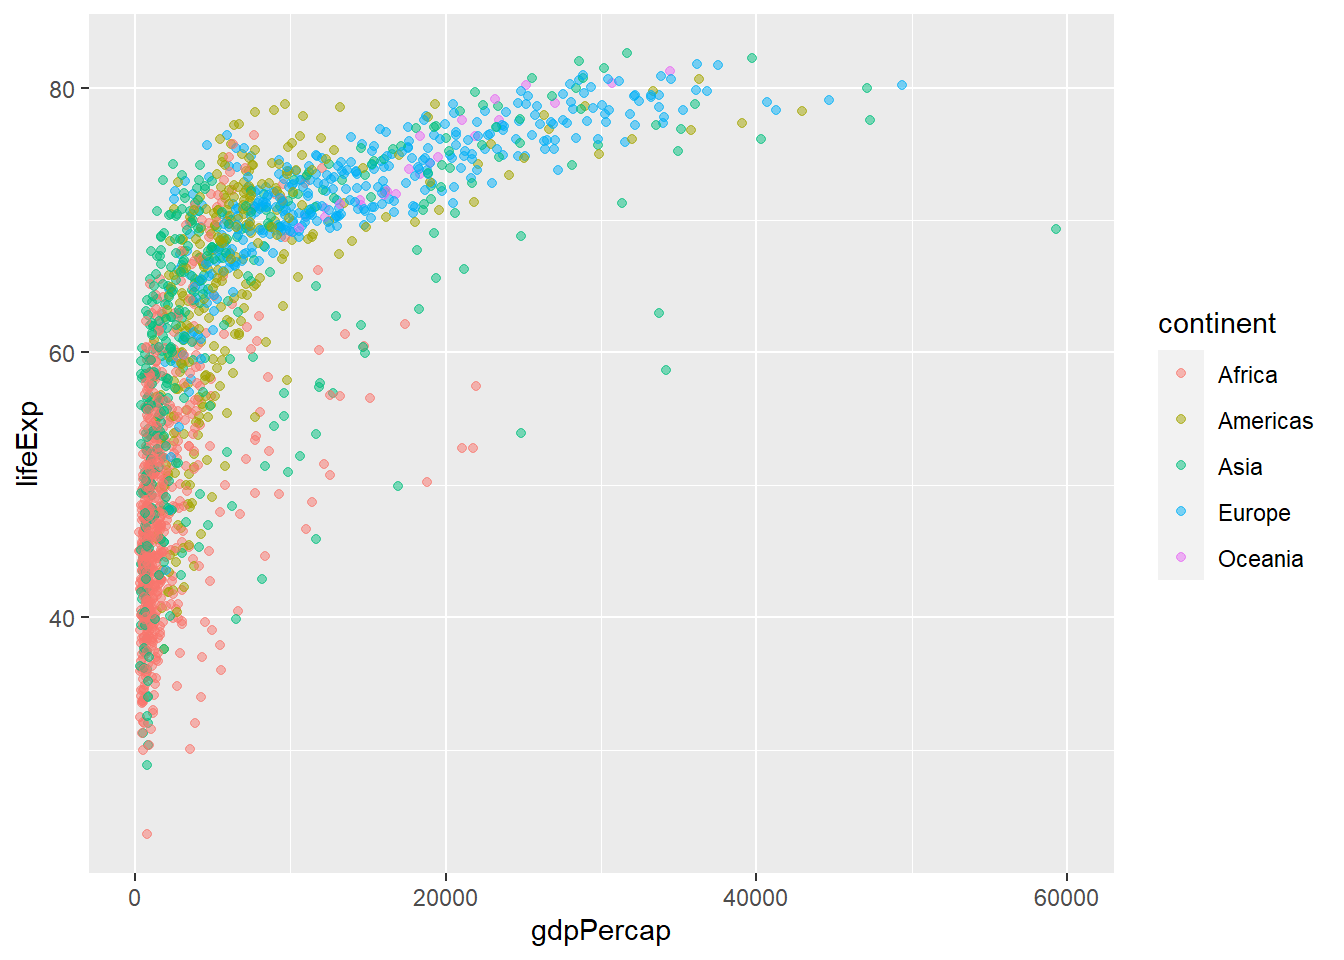 80
60
40
lifeExp
0
20000
40000
60000
gdpPercap
continent
Africa
Americas
Asia
Europe
Oceania